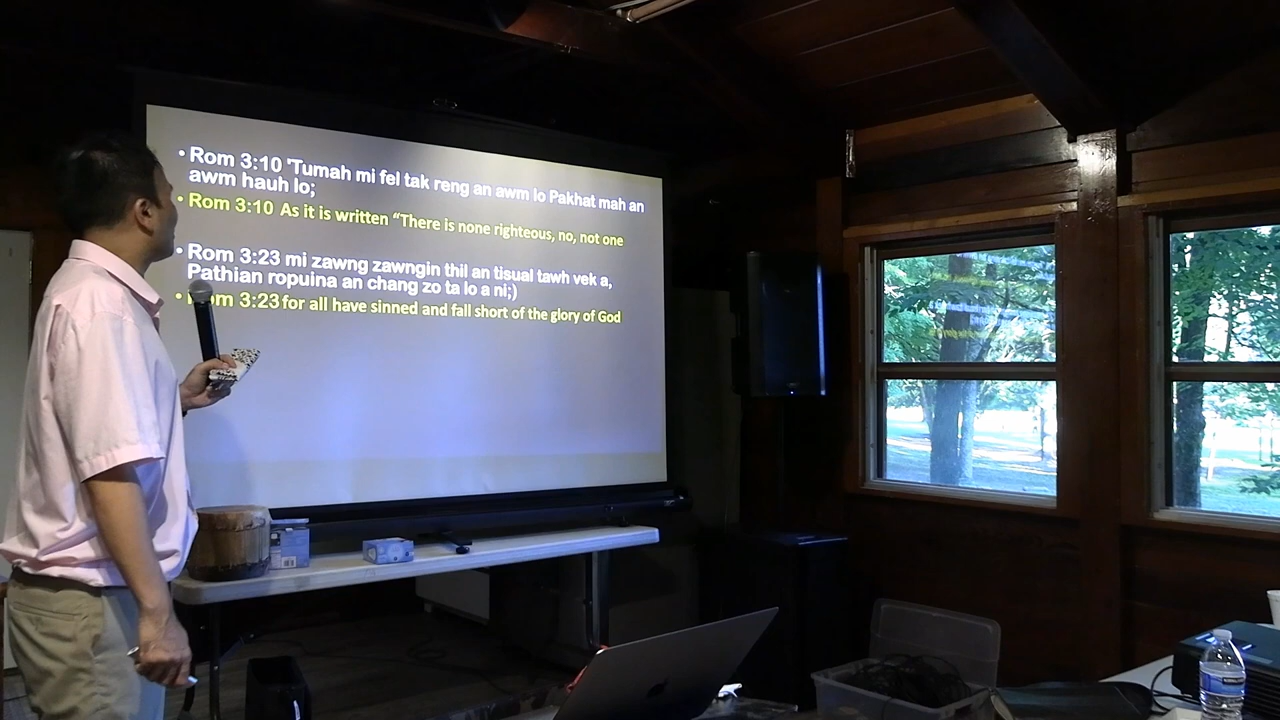 • Rom 3:10 'Tumah mi fel tak reng an awm lo Pakhat mah an
awm hauh lo;
• Rom 3:10 As it is written “There is none righteous, no, not one
• Rom 3:23 mi zawng zawngin thil an tisual tawh vek a,
Pathian ropuina an chang zo ta lo a ni;)
• Rom 3:23 for all have sinned and fall short of the glory of God